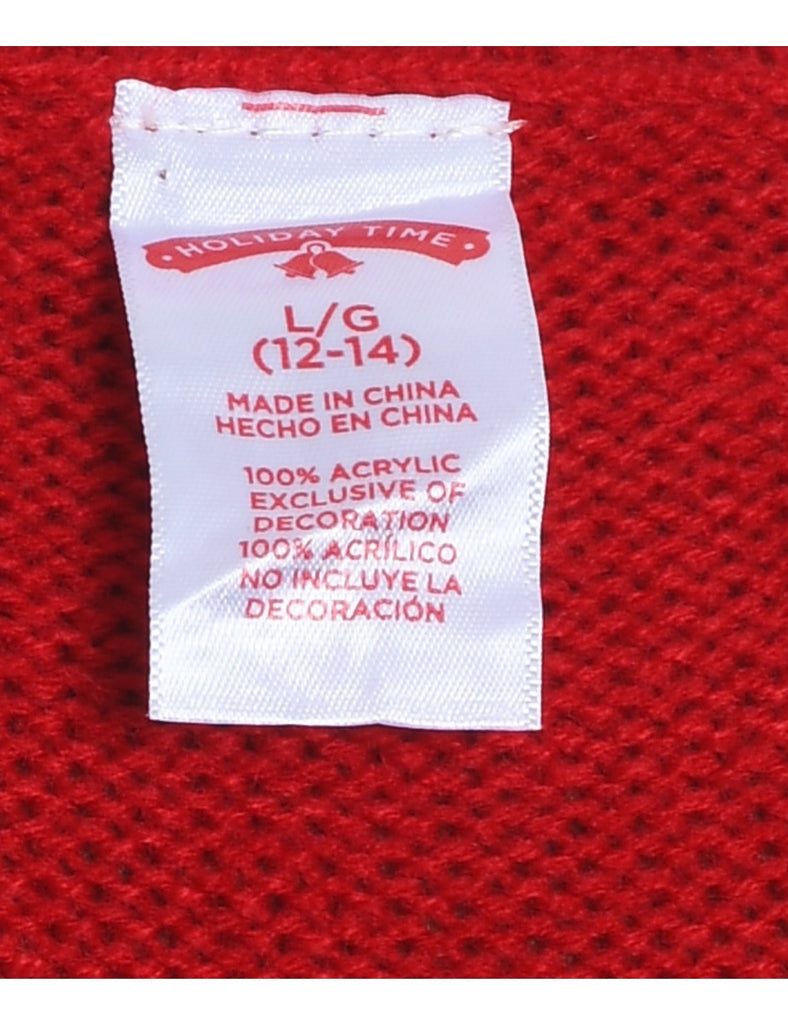 • HOLIDAY TIME •
L/G
(12-14)
MADE IN CHINA
HECHO EN CHINA
100% ACRYLIC
EXCLUSIVE OF
DECORATION
100% ACRÍLICO
NO INCLUYE LA
DECORACIÓN